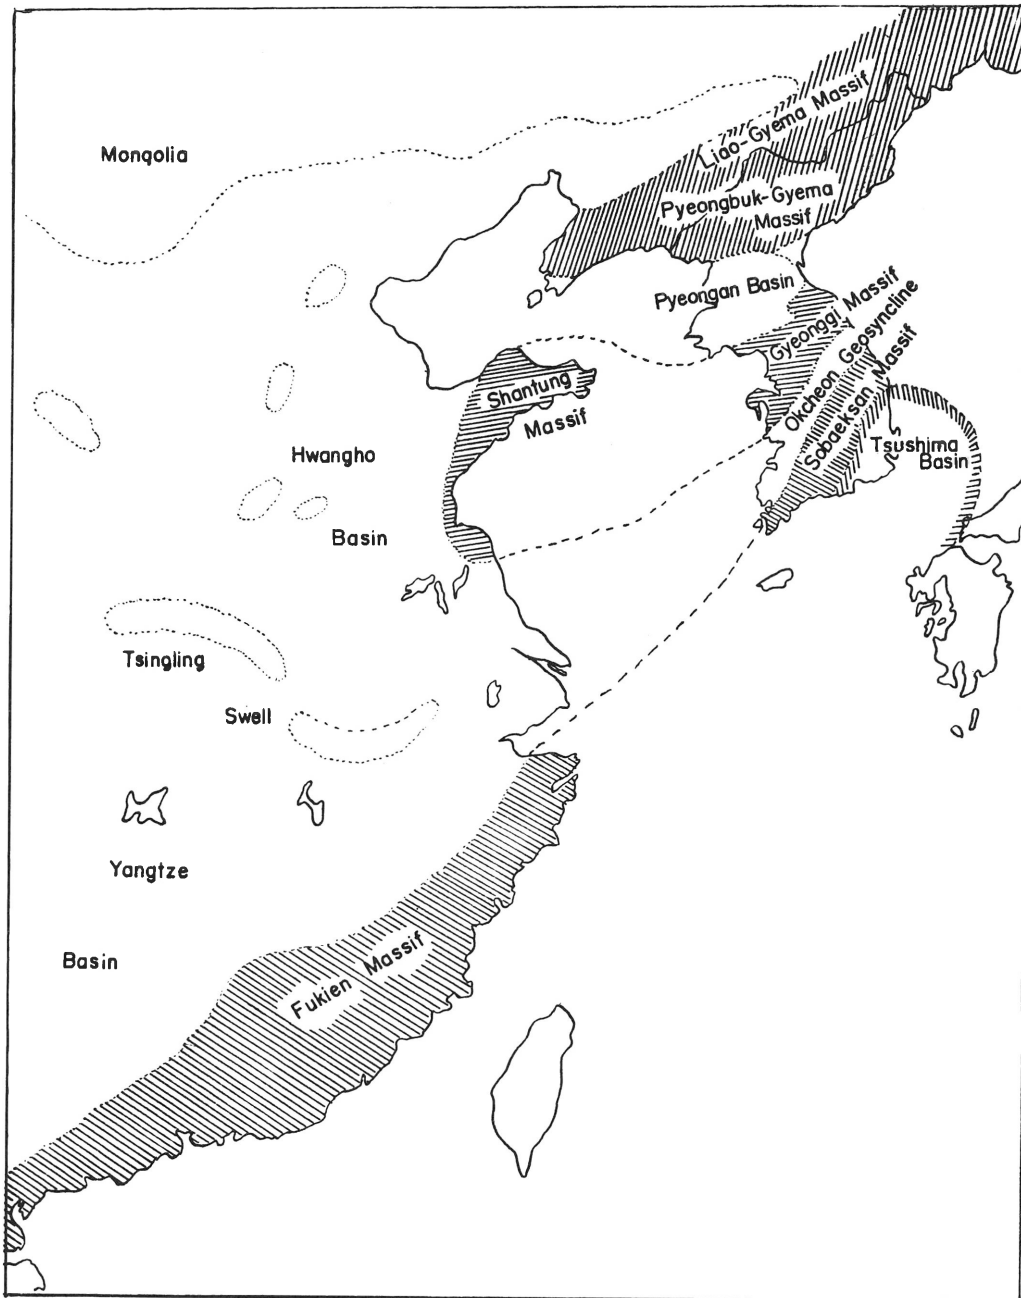 Mongolia
Liao-Gyema Massif
Pyeongbuk-Gyema
Massif
Pyeongan Basin
Gyeonggi Massif
Okcheon Geosyncline
Sobaeksan Massif
Tsushima
Basin
Shantung
Massif
Hwangho
Basin
Tsingling
Swell
Yangtze
Basin
Fukien Massif